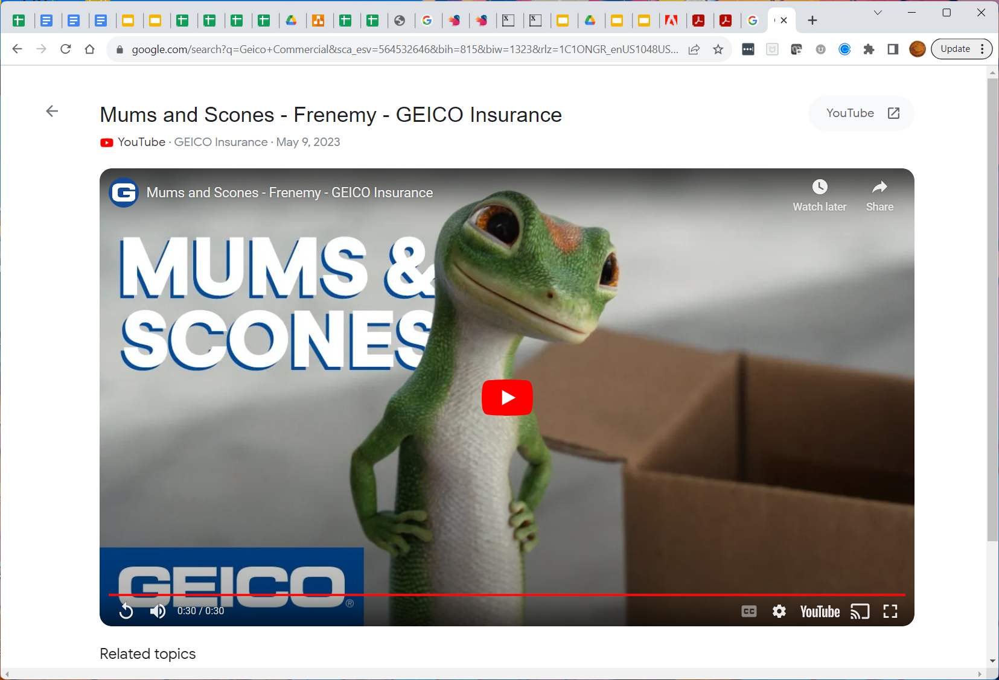 google.com/search?q=Geico+Commercial&sca_esv=564532646&bih=815&biw=1323&rlz=1C1ONGR_enUS1048US...
Update
Mums and Scones - Frenemy - GEICO Insurance
YouTube
YouTube · GEICO Insurance · May 9, 2023
G
Mums and Scones - Frenemy - GEICO Insurance
Watch later
Share
MUMS &
SCONES
GEICO®
0:30 / 0:30
CC
YouTube
Related topics